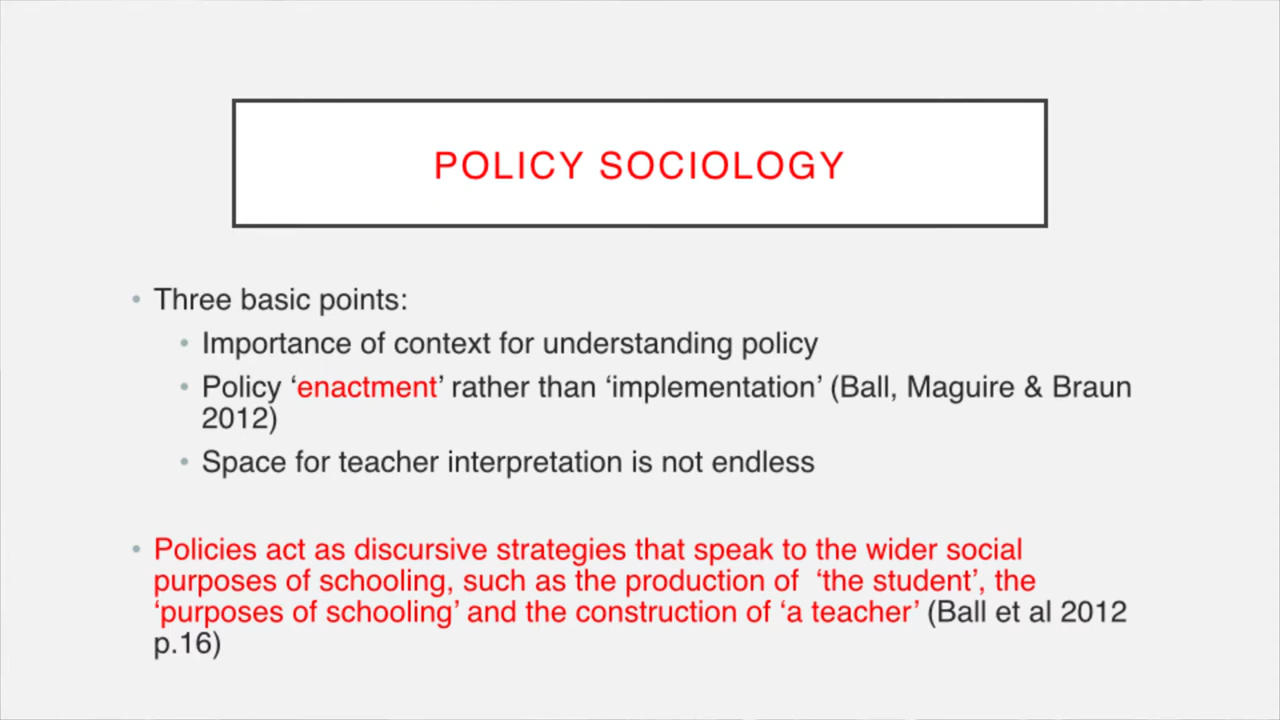 POLICY SOCIOLOGY
• Three basic points:
• Importance of context for understanding policy
• Policy ‘enactment’ rather than ‘implementation’ (Ball, Maguire & Braun
2012)
• Space for teacher interpretation is not endless
• Policies act as discursive strategies that speak to the wider social
purposes of schooling, such as the production of ‘the student’, the
‘purposes of schooling’ and the construction of ‘a teacher’ (Ball et al 2012
p.16)